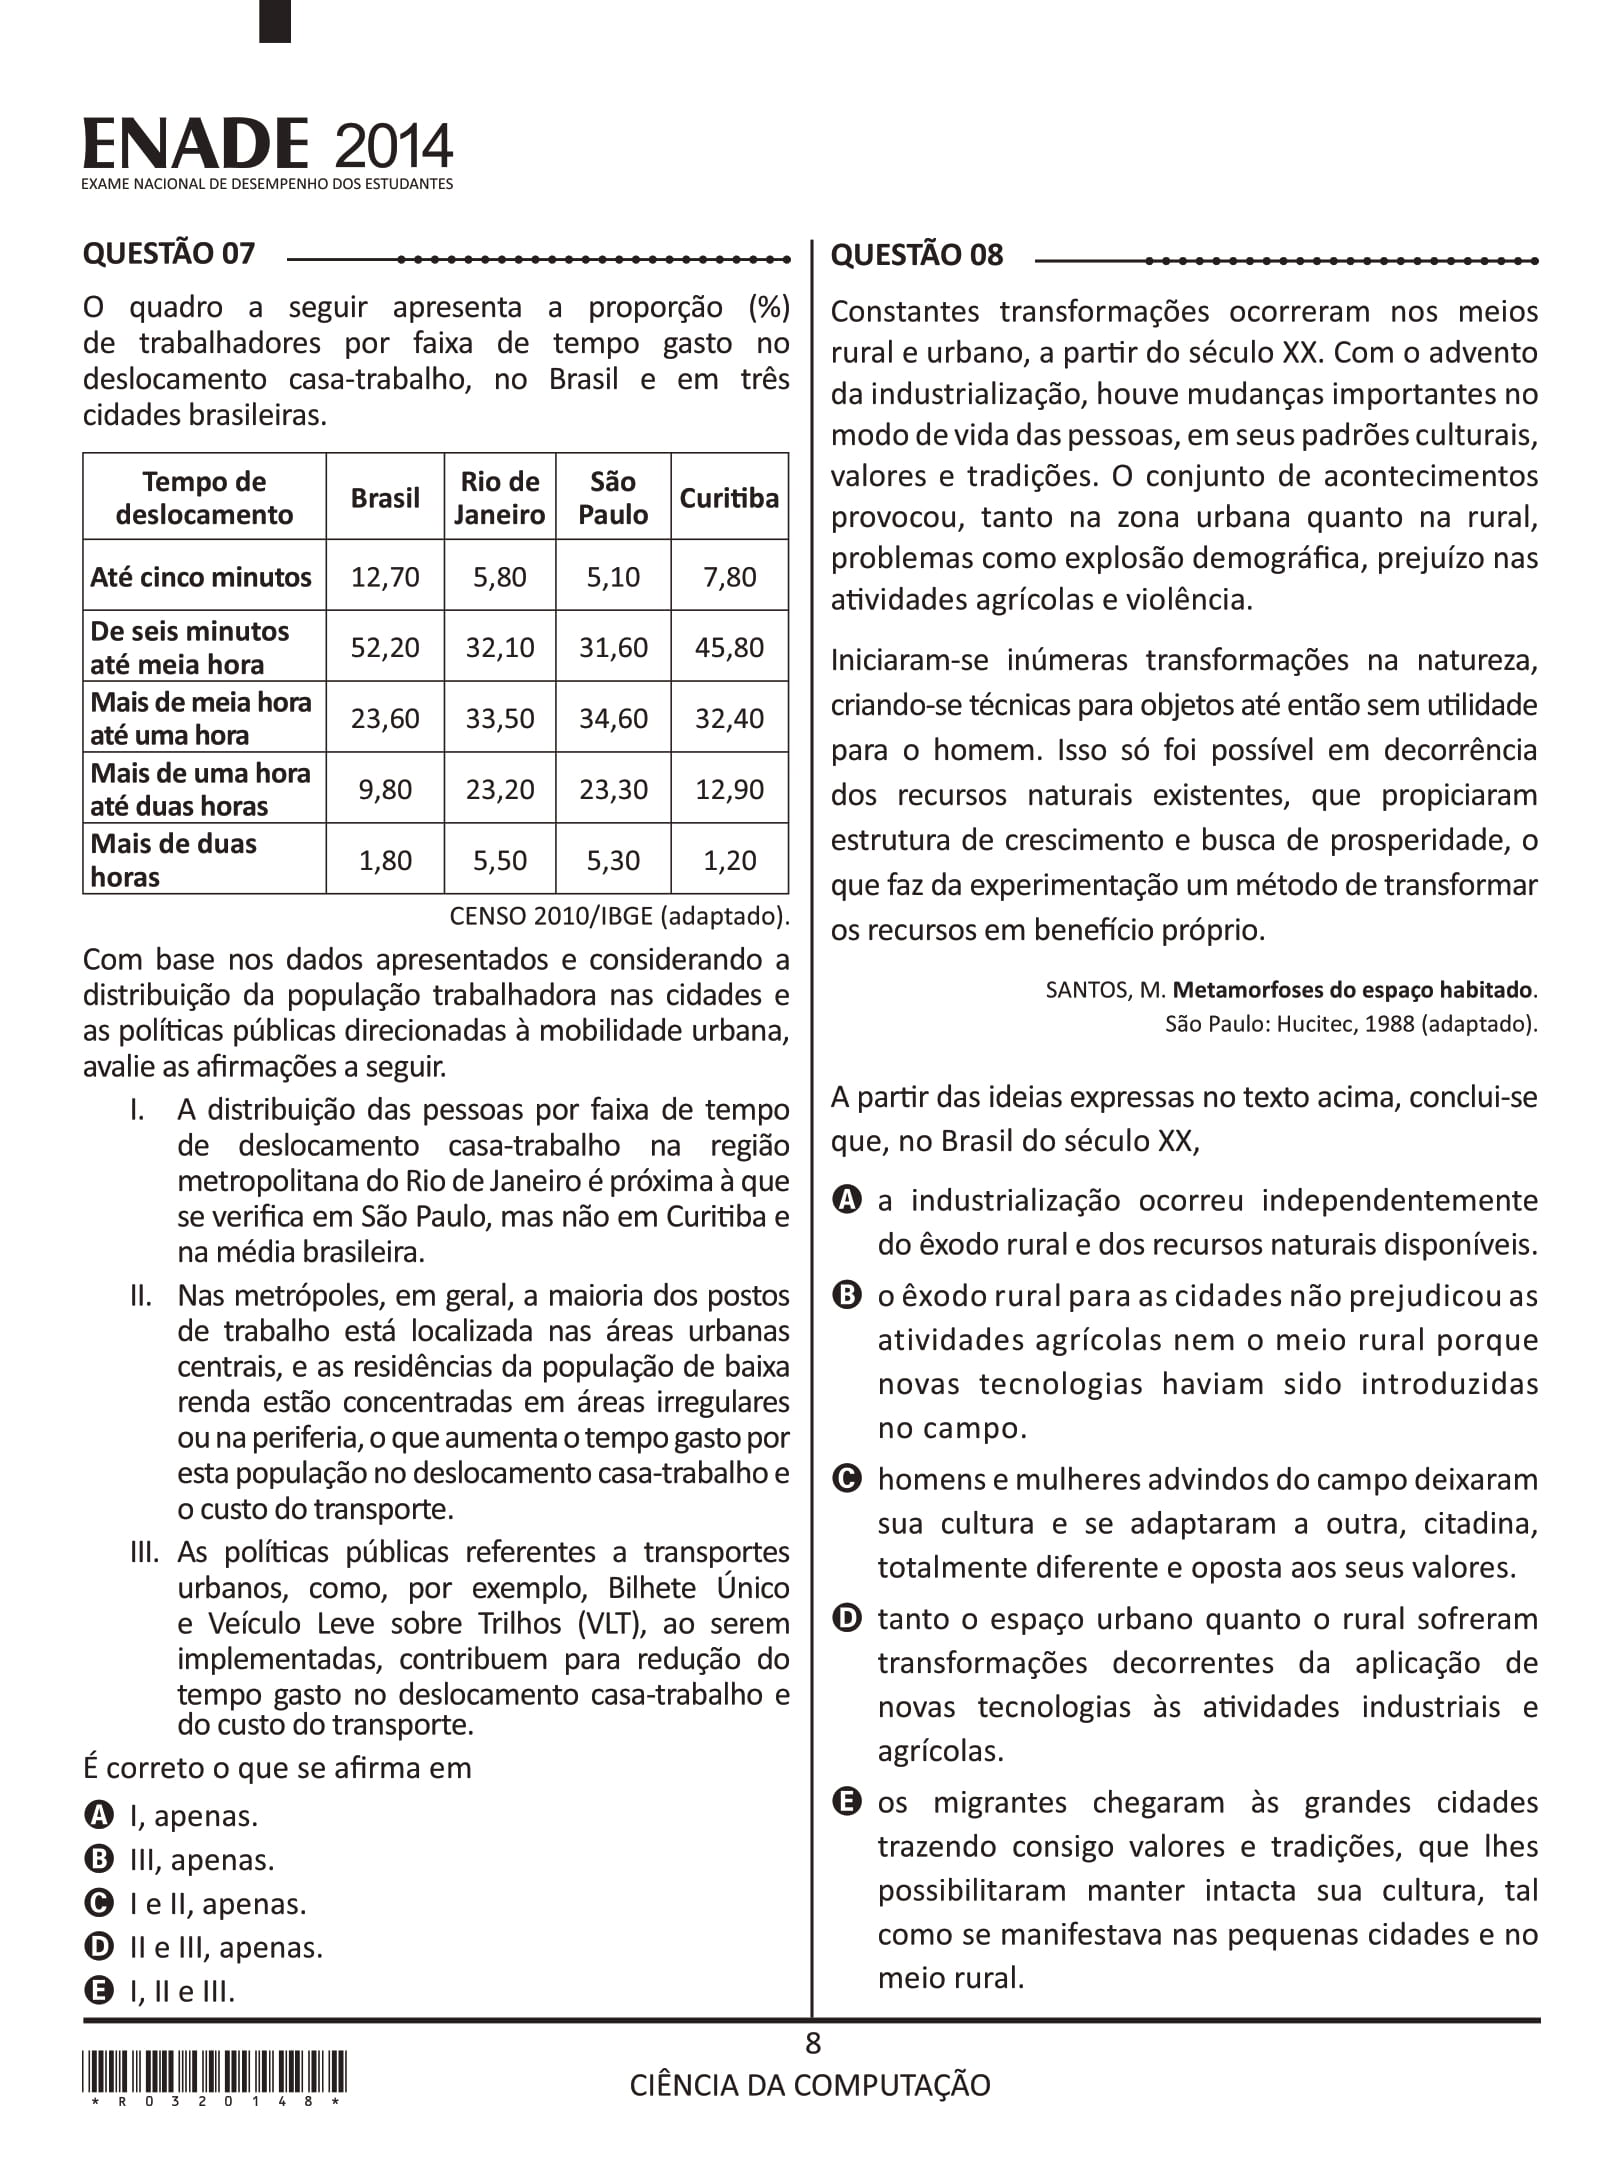 ENADE 2014
EXAME NACIONAL DE DESEMPENHO DOS ESTUDANTES
QUESTÃO 07
O quadro a seguir apresenta a proporção (%)
de trabalhadores por faixa de tempo gasto no
deslocamento casa-trabalho, no Brasil e em três
cidades brasileiras.
Tempo de deslocamento Brasil Rio de Janeiro São Paulo Curitiba
Até cinco minutos 12,70 5,80 5,10 7,80
De seis minutos até meia hora 52,20 32,10 31,60 45,80
Mais de meia hora até uma hora 23,60 33,50 34,60 32,40
Mais de uma hora até duas horas 9,80 23,20 23,30 12,90
Mais de duas horas 1,80 5,50 5,30 1,20
CENSO 2010/IBGE (adaptado).
Com base nos dados apresentados e considerando a
distribuição da população trabalhadora nas cidades e
as políticas públicas direcionadas à mobilidade urbana,
avalie as afirmações a seguir.
I. A distribuição das pessoas por faixa de tempo
de deslocamento casa-trabalho na região
metropolitana do Rio de Janeiro é próxima à que
se verifica em São Paulo, mas não em Curitiba e
na média brasileira.
II. Nas metrópoles, em geral, a maioria dos postos
de trabalho está localizada nas áreas urbanas
centrais, e as residências da população de baixa
renda estão concentradas em áreas irregulares
ou na periferia, o que aumenta o tempo gasto por
esta população no deslocamento casa-trabalho e
o custo do transporte.
III. As políticas públicas referentes a transportes
urbanos, como, por exemplo, Bilhete Único
e Veículo Leve sobre Trilhos (VLT), ao serem
implementadas, contribuem para redução do
tempo gasto no deslocamento casa-trabalho e
do custo do transporte.
É correto o que se afirma em
A I, apenas.
B III, apenas.
C I e II, apenas.
D II e III, apenas.
E I, II e III.
QUESTÃO 08
Constantes transformações ocorreram nos meios
rural e urbano, a partir do século XX. Com o advento
da industrialização, houve mudanças importantes no
modo de vida das pessoas, em seus padrões culturais,
valores e tradições. O conjunto de acontecimentos
provocou, tanto na zona urbana quanto na rural,
problemas como explosão demográfica, prejuízo nas
atividades agrícolas e violência.
Iniciaram-se inúmeras transformações na natureza,
criando-se técnicas para objetos até então sem utilidade
para o homem. Isso só foi possível em decorrência
dos recursos naturais existentes, que propiciaram
estrutura de crescimento e busca de prosperidade, o
que faz da experimentação um método de transformar
os recursos em benefício próprio.
SANTOS, M. Metamorfoses do espaço habitado.
São Paulo: Hucitec, 1988 (adaptado).
A partir das ideias expressas no texto acima, conclui-se
que, no Brasil do século XX,
A a industrialização ocorreu independentemente
do êxodo rural e dos recursos naturais disponíveis.
B o êxodo rural para as cidades não prejudicou as
atividades agrícolas nem o meio rural porque
novas tecnologias haviam sido introduzidas
no campo.
C homens e mulheres advindos do campo deixaram
sua cultura e se adaptaram a outra, citadina,
totalmente diferente e oposta aos seus valores.
D tanto o espaço urbano quanto o rural sofreram
transformações decorrentes da aplicação de
novas tecnologias às atividades industriais e
agrícolas.
E os migrantes chegaram às grandes cidades
trazendo consigo valores e tradições, que lhes
possibilitaram manter intacta sua cultura, tal
como se manifestava nas pequenas cidades e no
meio rural.
8
CIÊNCIA DA COMPUTAÇÃO
* R 0 3 2 0 1 4 8 *